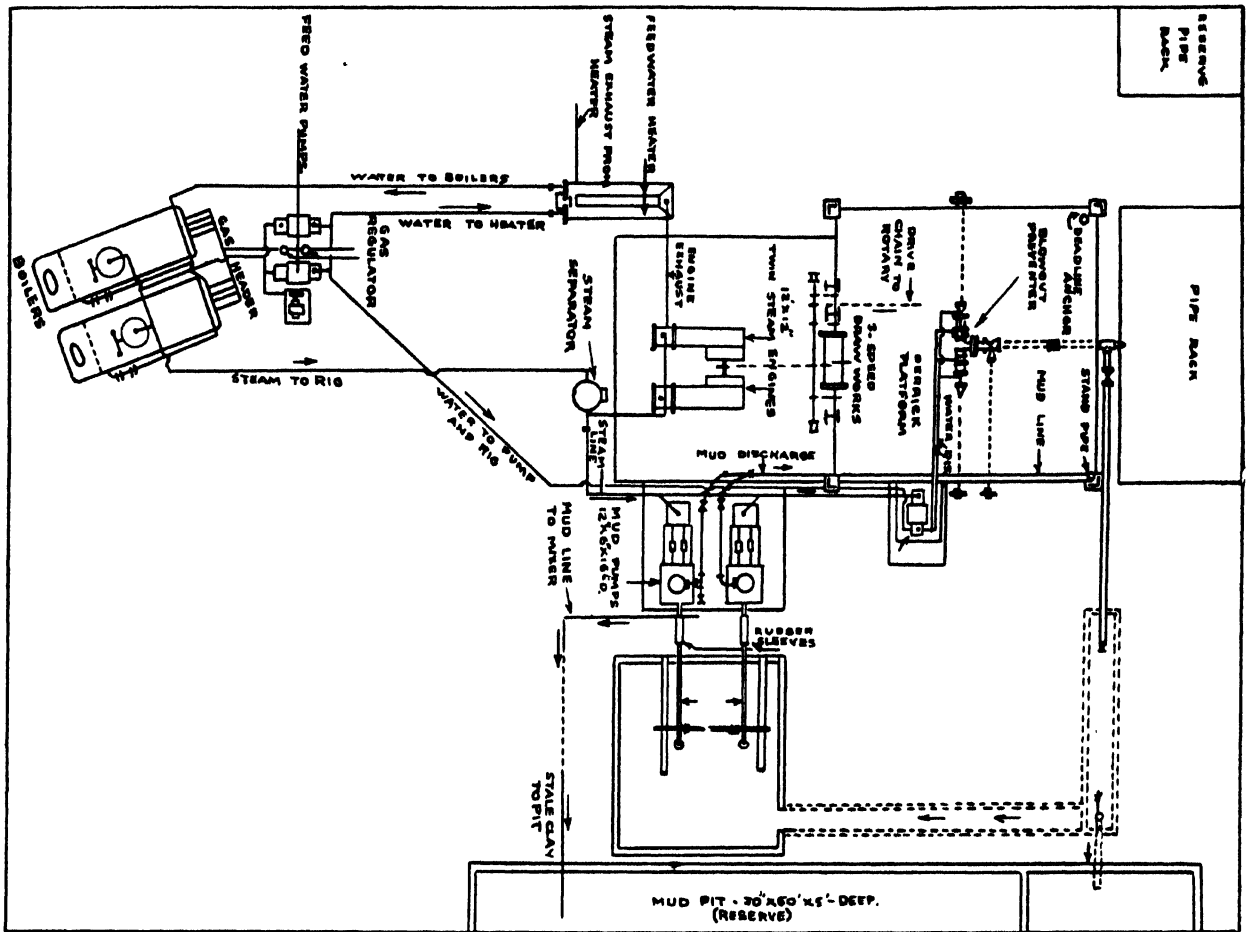 RESERVE
PIPE
RACK
PIPE RACK
FEED WATER PUMPS.
STEAM EXHAUST FROM
HEATER
FEEDWATER HEATER
WATER TO BOILERS
WATER TO HEATER
GAS
HEADER
GAS
REGULATOR
BOILERS
STEAM TO RIG
STEAM
SEPARATOR
WATER TO PUMP
AND RIG
ENGINE
EXHAUST
12"X12"
TWIN STEAM ENGINES
DRIVE
CHAIN TO
ROTARY
3-SPEED
DRAW WORKS
DERRICK
PLATFORM
BLOWOUT
PREVENTER
DEADLINE
ANCHOR
MUD LINE
STAND PIPE
WATER DIS.
STEAM
LINE
MUD DISCHARGE
MUD PUMPS
MUD LINE
TO MIXER
RUBBER
SLEEVES
STALE CLAY
TO PIT
MUD PIT - 30"X60'X5'-DEEP.
(RESERVE)